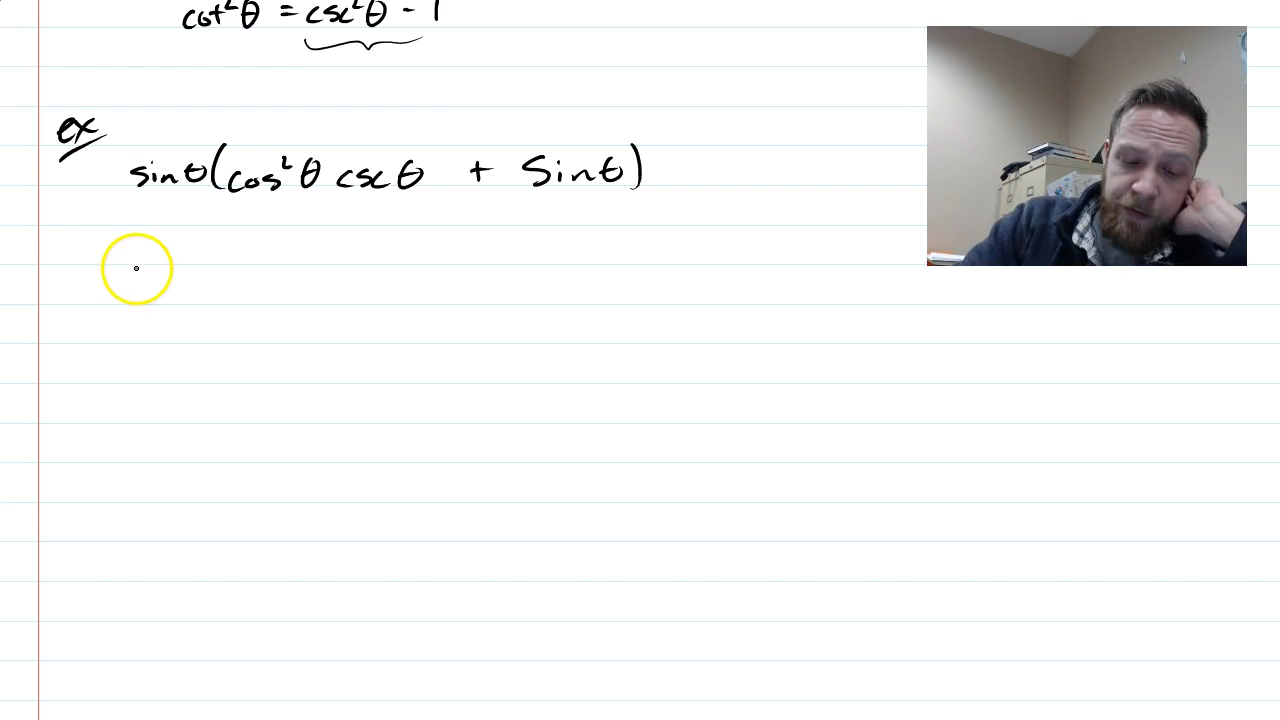 cot²θ = csc²θ - 1
ex
sinθ(cos²θ cscθ + Sinθ)